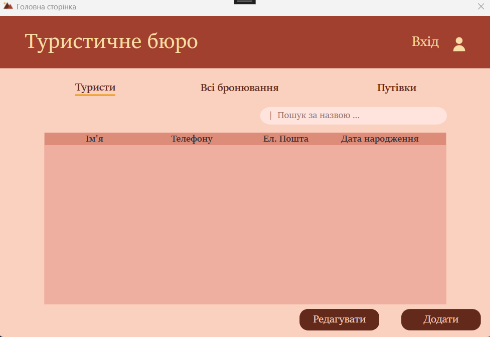 Головна сторінка
Туристичне бюро
Вхід
Туристи Всі бронювання Путівки
Пошук за назвою ...
Ім'я Телефону Ел. Пошта Дата народження
Редагувати Додати